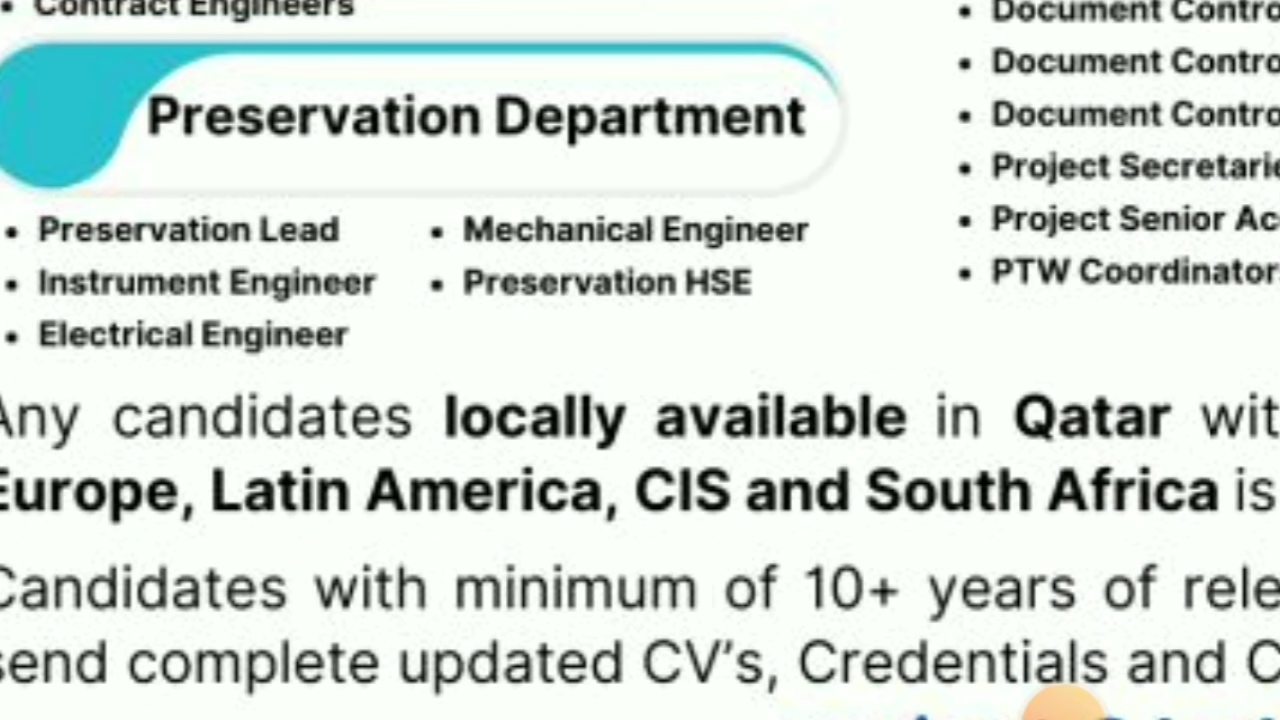 Contract Engineers
Preservation Department
Preservation Lead
Instrument Engineer
Electrical Engineer
Mechanical Engineer
Preservation HSE
Document Contro
Document Contro
Document Contro
Project Secretarie
Project Senior Ac
PTW Coordinator
Any candidates locally available in Qatar wit
Europe, Latin America, CIS and South Africa is
Candidates with minimum of 10+ years of rele
send complete updated CV's, Credentials and C